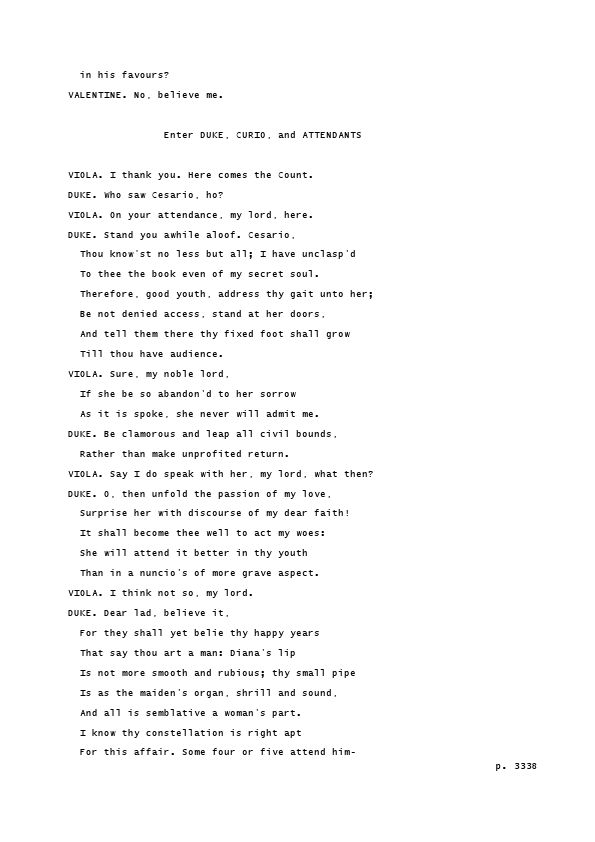 in his favours?
VALENTINE. No, believe me.
Enter DUKE, CURIO, and ATTENDANTS
VIOLA. I thank you. Here comes the Count.
DUKE. Who saw Cesario, ho?
VIOLA. On your attendance, my lord, here.
DUKE. Stand you awhile aloof. Cesario,
Thou know'st no less but all; I have unclasp'd
To thee the book even of my secret soul.
Therefore, good youth, address thy gait unto her;
Be not denied access, stand at her doors,
And tell them there thy fixed foot shall grow
Till thou have audience.
VIOLA. Sure, my noble lord,
If she be so abandon'd to her sorrow
As it is spoke, she never will admit me.
DUKE. Be clamorous and leap all civil bounds,
Rather than make unprofited return.
VIOLA. Say I do speak with her, my lord, what then?
DUKE. O, then unfold the passion of my love,
Surprise her with discourse of my dear faith!
It shall become thee well to act my woes:
She will attend it better in thy youth
Than in a nuncio's of more grave aspect.
VIOLA. I think not so, my lord.
DUKE. Dear lad, believe it,
For they shall yet belie thy happy years
That say thou art a man: Diana's lip
Is not more smooth and rubious; thy small pipe
Is as the maiden's organ, shrill and sound,
And all is semblative a woman's part.
I know thy constellation is right apt
For this affair. Some four or five attend him-
p. 3338